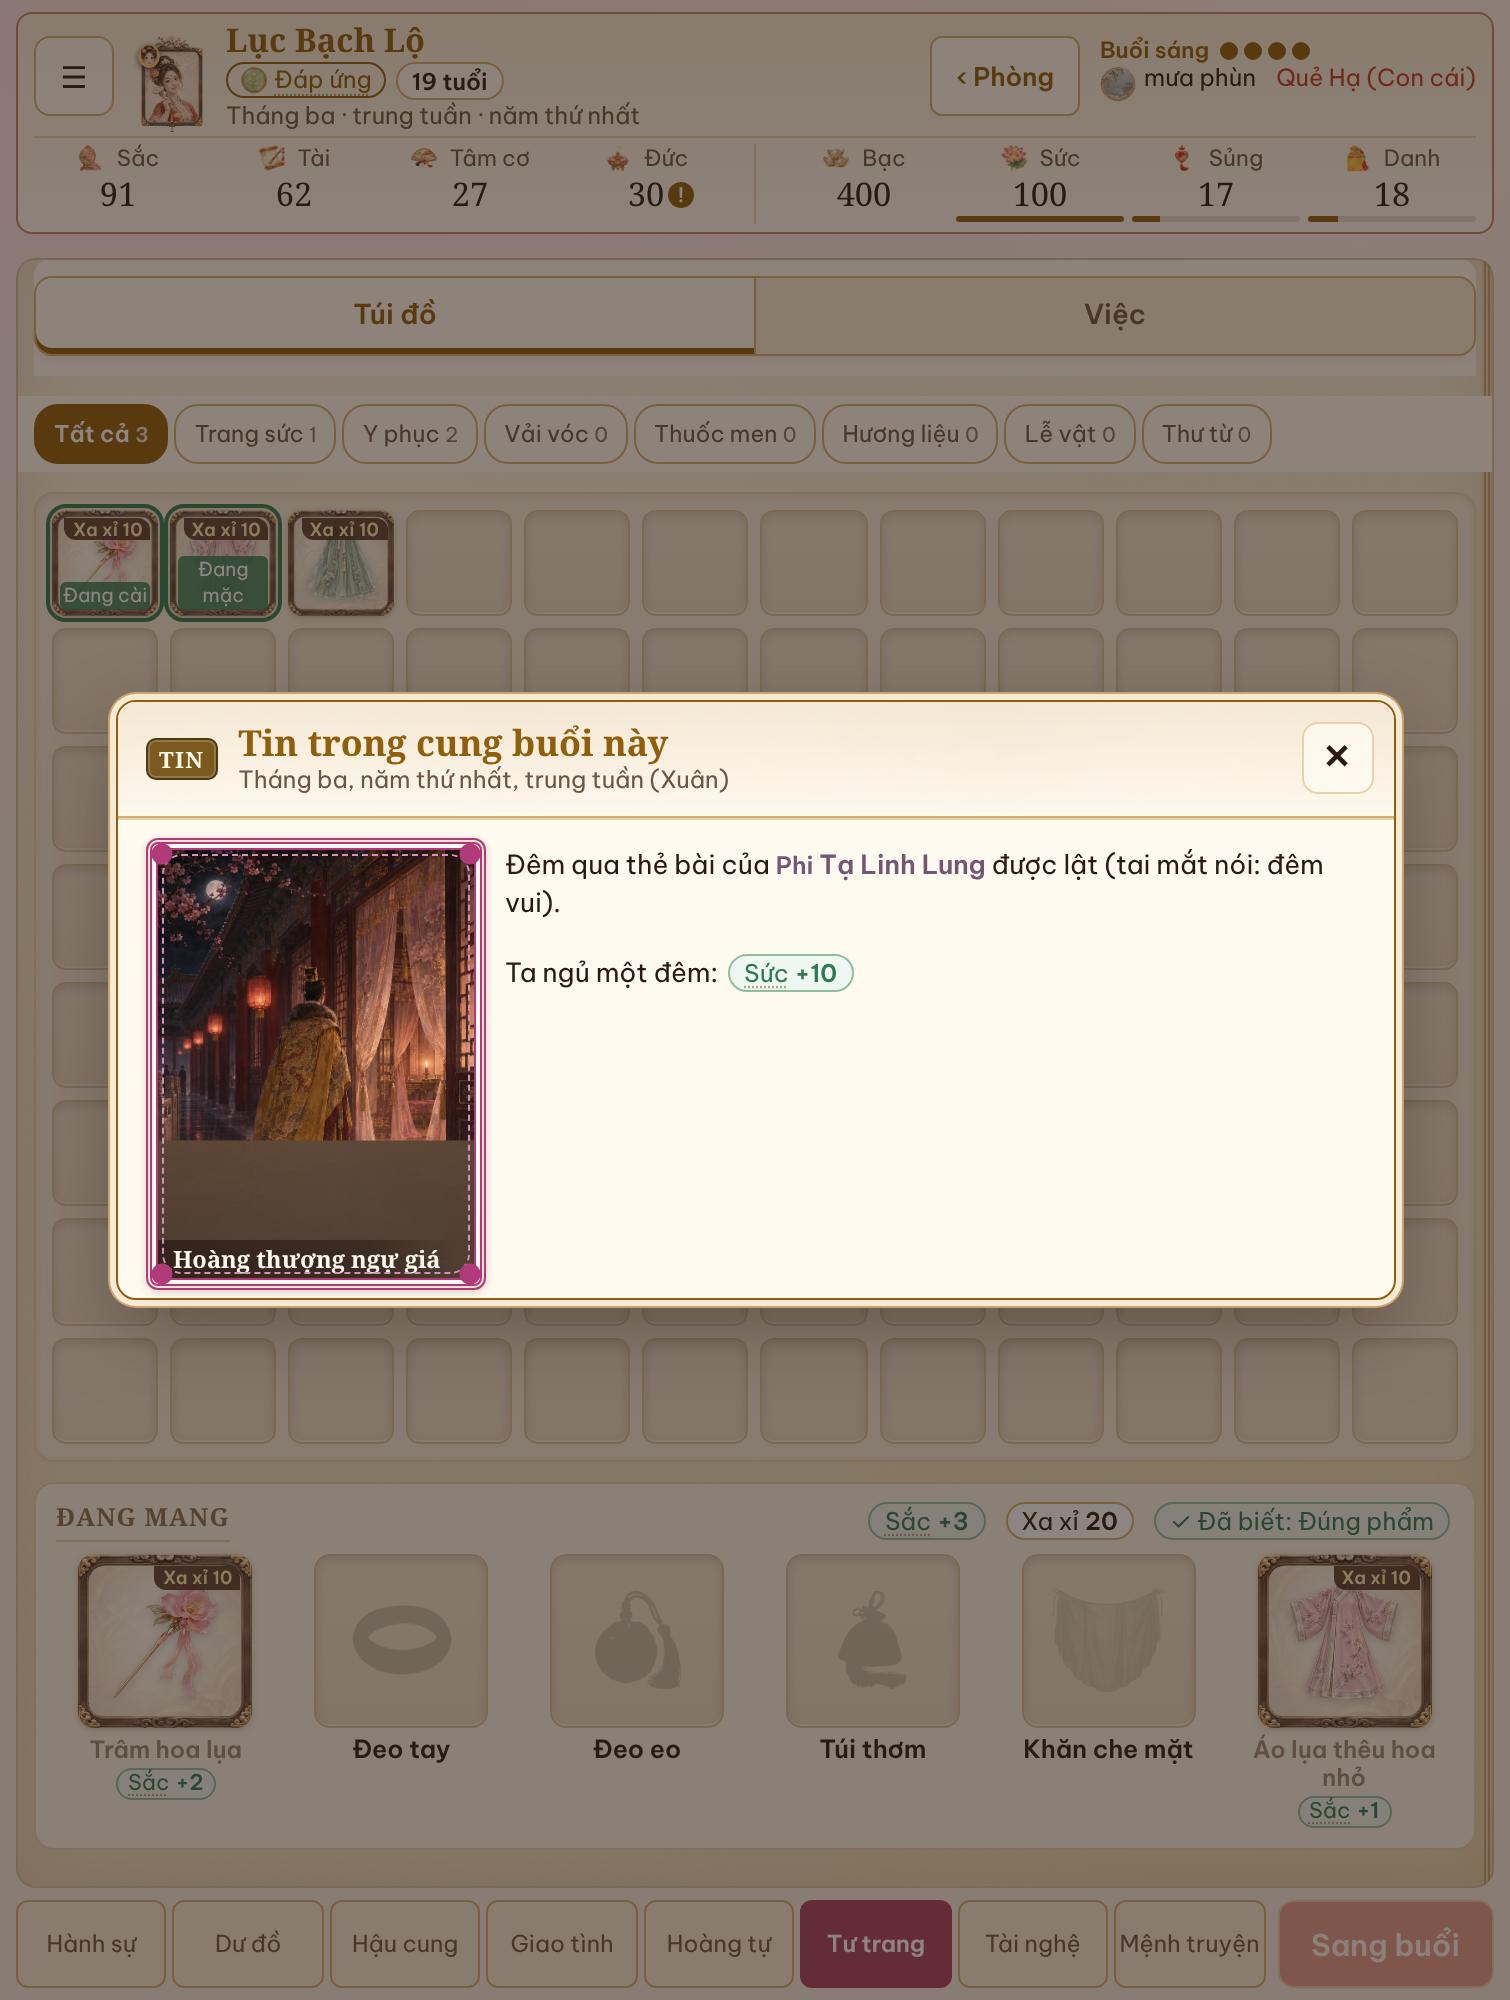 ☰
Lục Bạch Lộ
Đáp ứng 19 tuổi
Tháng ba · trung tuần · năm thứ nhất
‹ Phòng
Buổi sáng
mưa phùn Quẻ Hạ (Con cái)
Sắc Tài Tâm cơ Đức Bạc Sức Sủng Danh
91 62 27 30 ! 400 100 17 18
Túi đồ Việc
Tất cả 3 Trang sức 1 Y phục 2 Vải vóc 0 Thuốc men 0 Hương liệu 0 Lễ vật 0 Thư từ 0
Xa xỉ 10 Xa xỉ 10 Xa xỉ 10
Đang cài Đang
mặc
TIN
Tin trong cung buổi này
Tháng ba, năm thứ nhất, trung tuần (Xuân)
✕
Đêm qua thẻ bài của Phi Tạ Linh Lung được lật (tai mắt nói: đêm
vui).
Ta ngủ một đêm: Sức +10
Hoàng thượng ngự giá
ĐANG MANG
Sắc +3 Xa xỉ 20 ✓ Đã biết: Đúng phẩm
Xa xỉ 10 Xa xỉ 10
Trâm hoa lụa Đeo tay Đeo eo Túi thơm Khăn che mặt Áo lụa thêu hoa
nhỏ
Sắc +2 Sắc +1
Hành sự Dư đồ Hậu cung Giao tình Hoàng tự Tư trang Tài nghệ Mệnh truyện Sang buổi